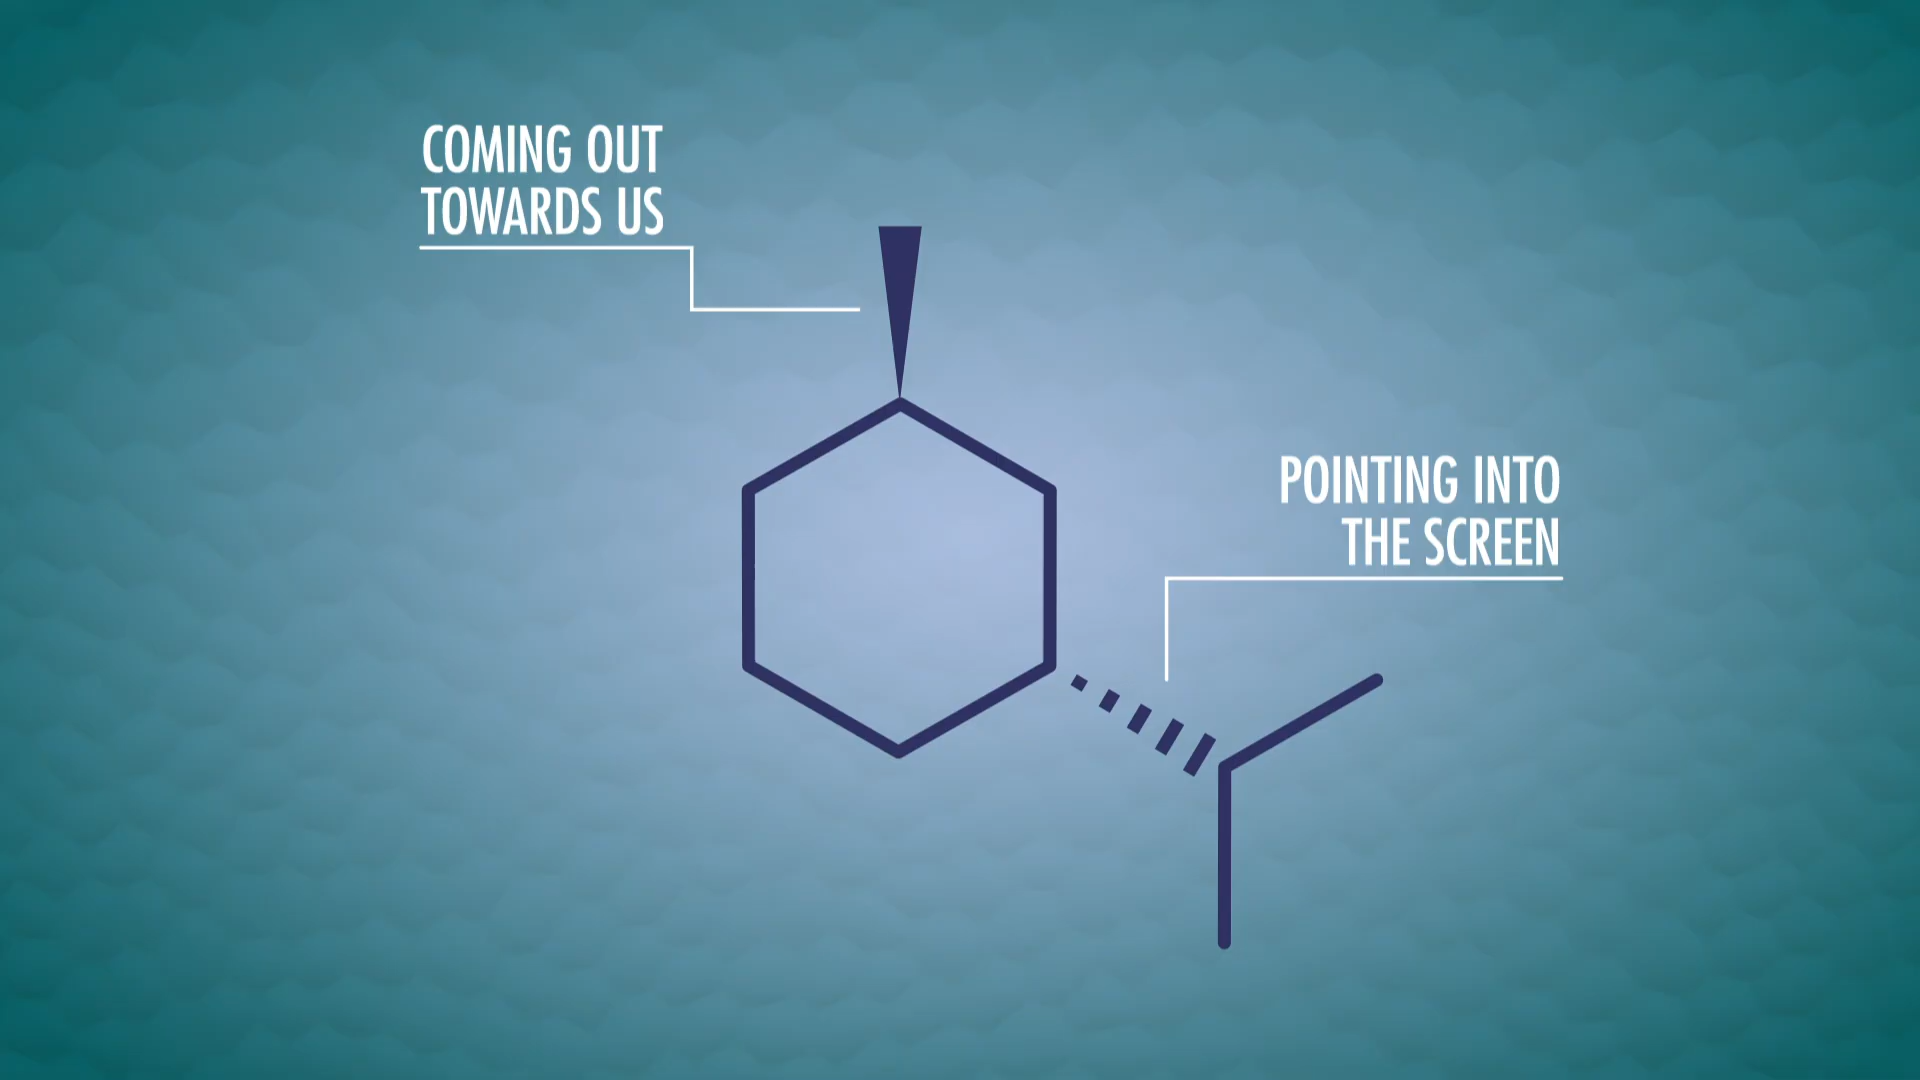 COMING OUT
TOWARDS US
POINTING INTO
THE SCREEN